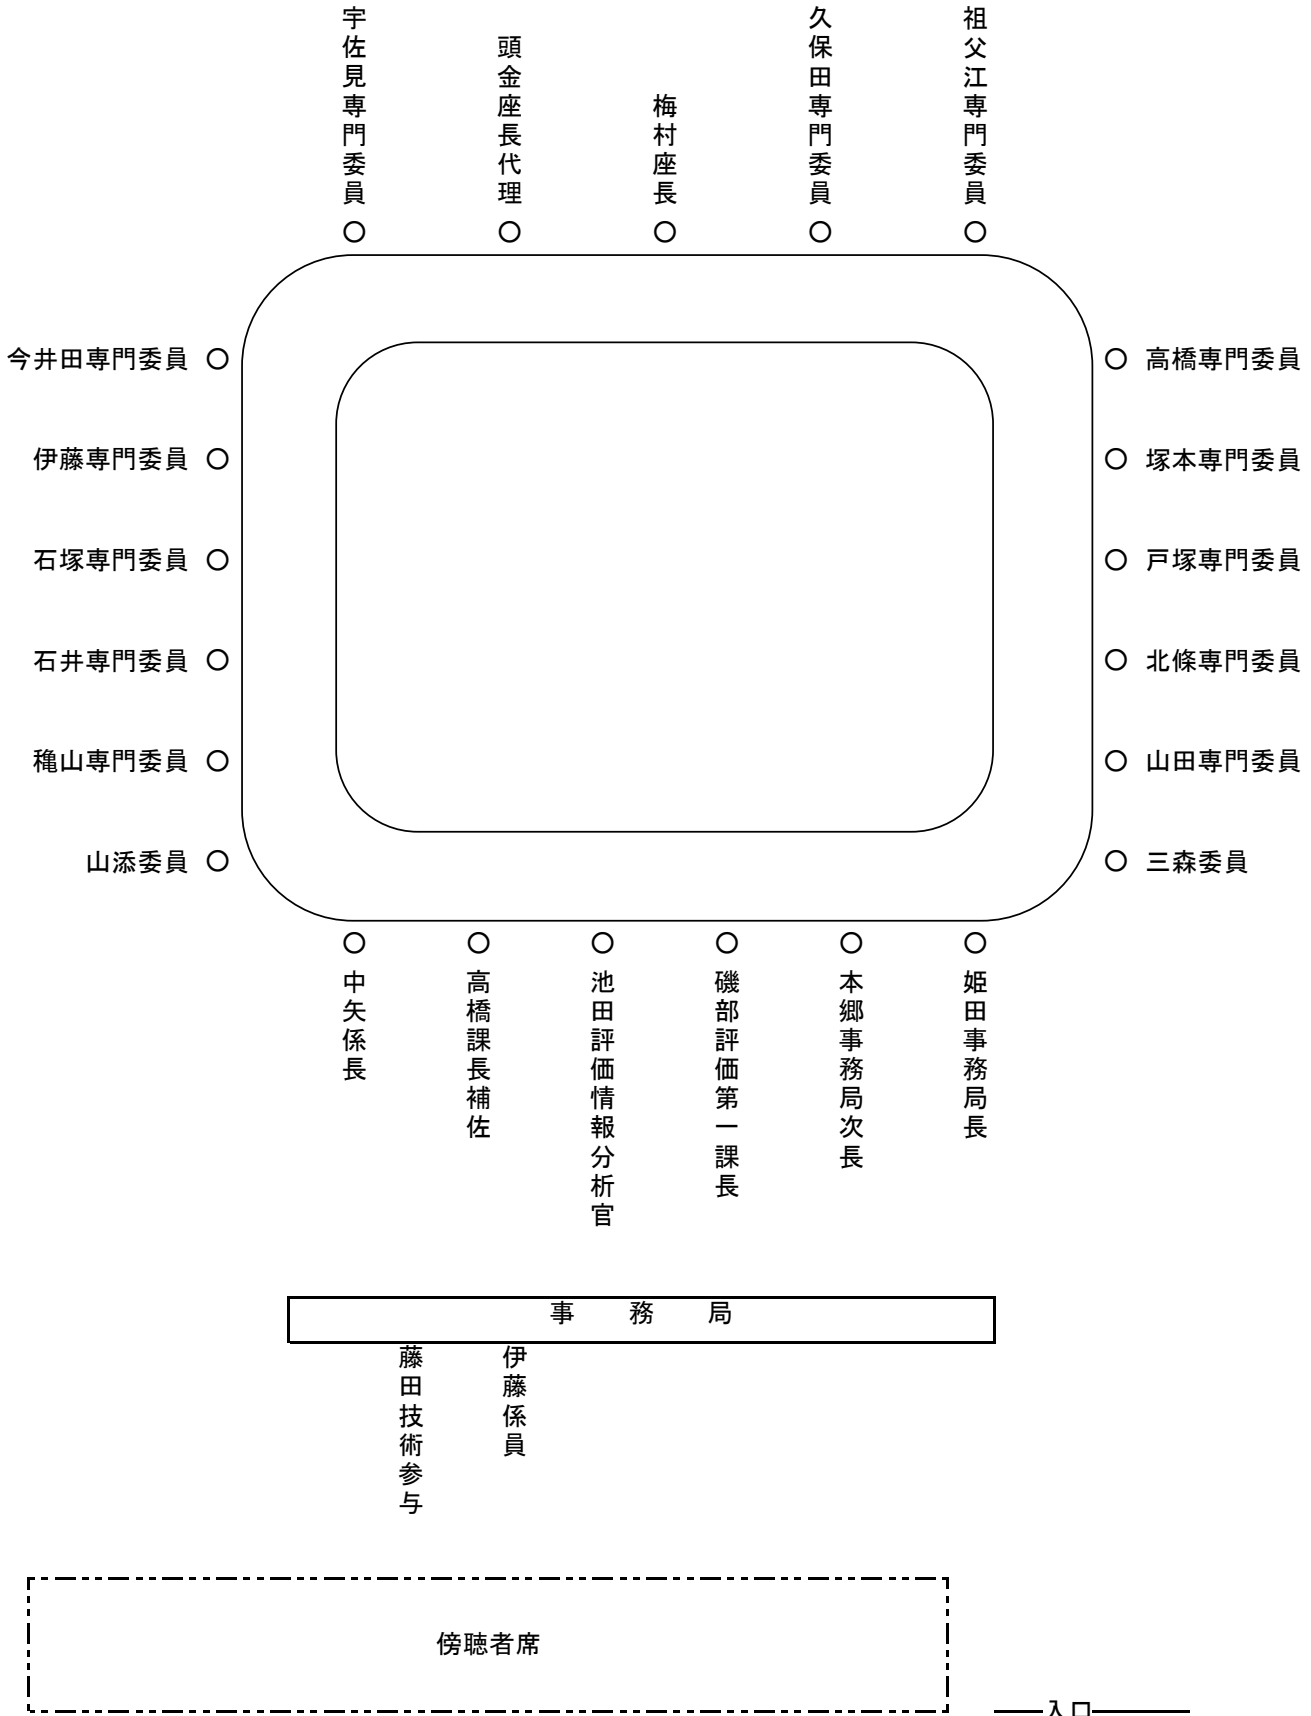 宇佐見専門委員
頭金座長代理
梅村座長
久保田専門委員
祖父江専門委員
今井田専門委員
高橋専門委員
伊藤専門委員
塚本専門委員
石塚専門委員
戸塚専門委員
石井専門委員
北條専門委員
穐山専門委員
山田専門委員
山添委員
三森委員
中矢係長
高橋課長補佐
池田評価情報分析官
磯部評価第一課長
本郷事務局次長
姫田事務局長
事務局
藤田技術参与
伊藤係員
傍聴者席
入口